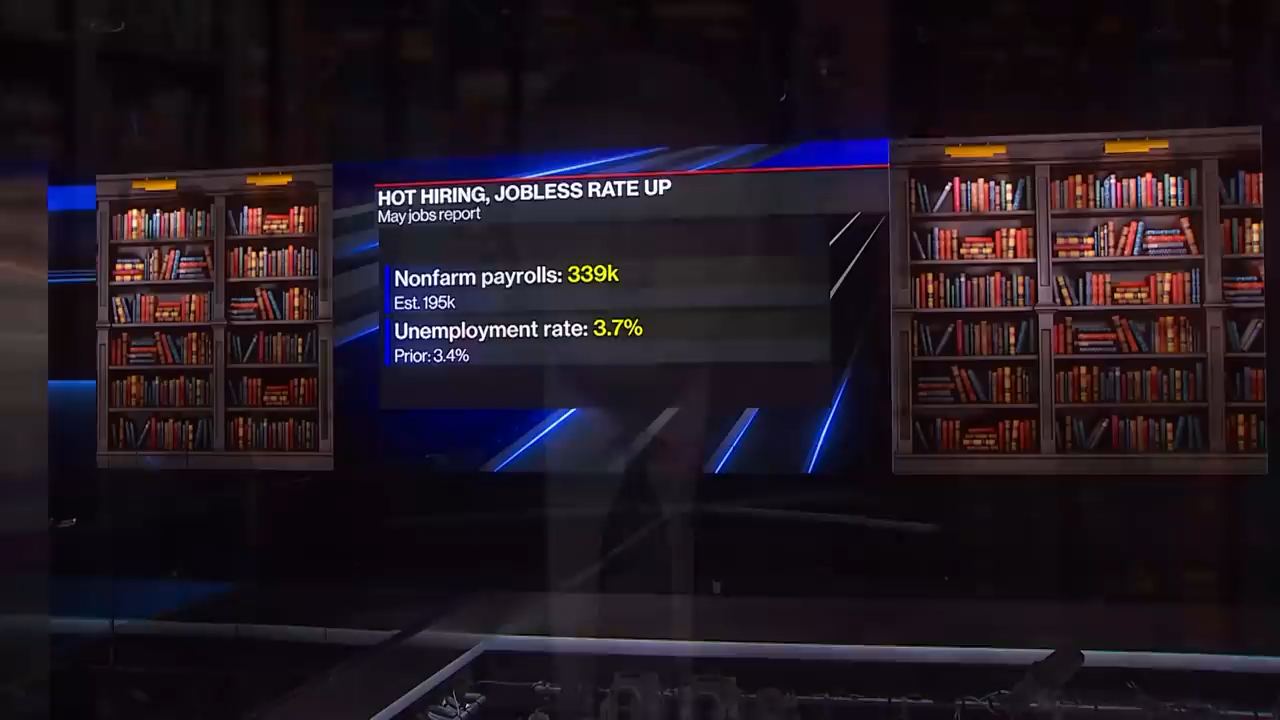 HOT HIRING, JOBLESS RATE UP
May jobs report
Nonfarm payrolls: 339k
Est. 195k
Unemployment rate: 3.7%
Prior: 3.4%